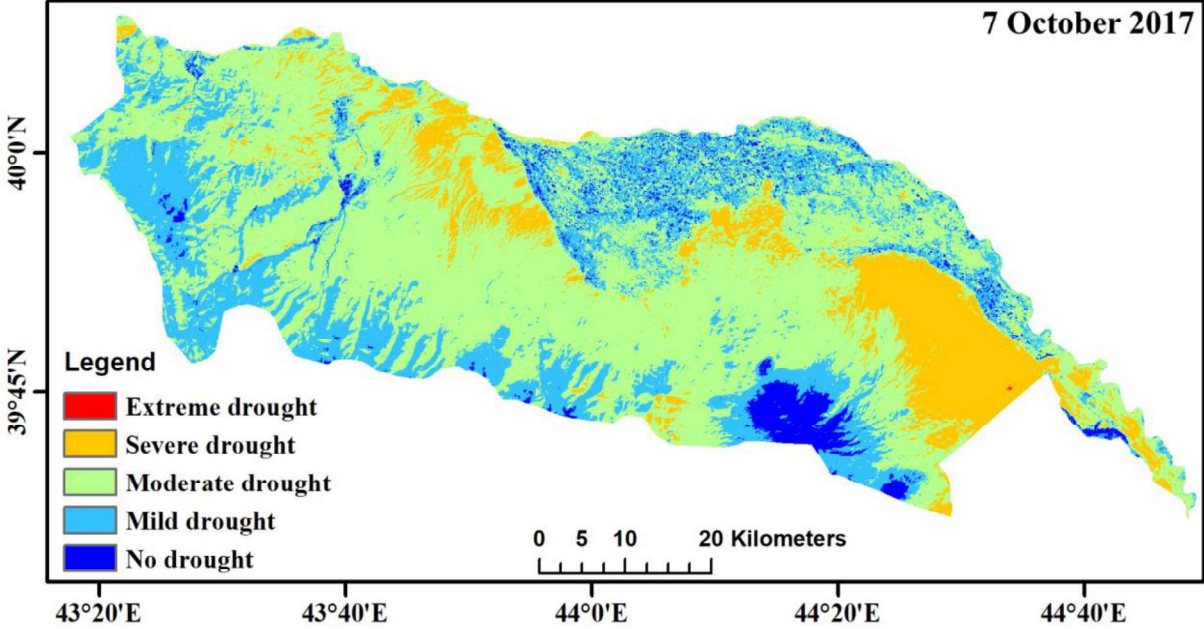 7 October 2017
40°0'N
39°45'N
Legend
Extreme drought
Severe drought
Moderate drought
Mild drought
No drought
0 5 10 20 Kilometers
43°20'E 43°40'E 44°0'E 44°20'E 44°40'E